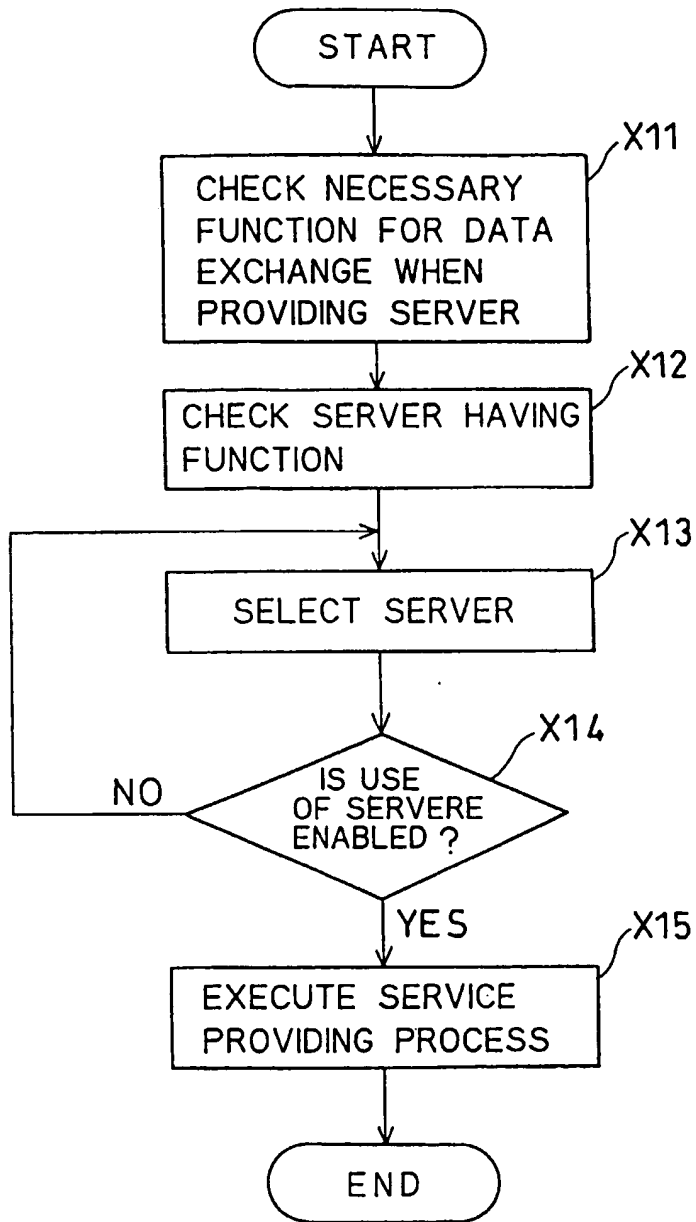 START
X11
CHECK NECESSARY
FUNCTION FOR DATA
EXCHANGE WHEN
PROVIDING SERVER
X12
CHECK SERVER HAVING
FUNCTION
X13
SELECT SERVER
X14
IS USE
OF SERVERE
ENABLED ?
NO
YES
X15
EXECUTE SERVICE
PROVIDING PROCESS
END